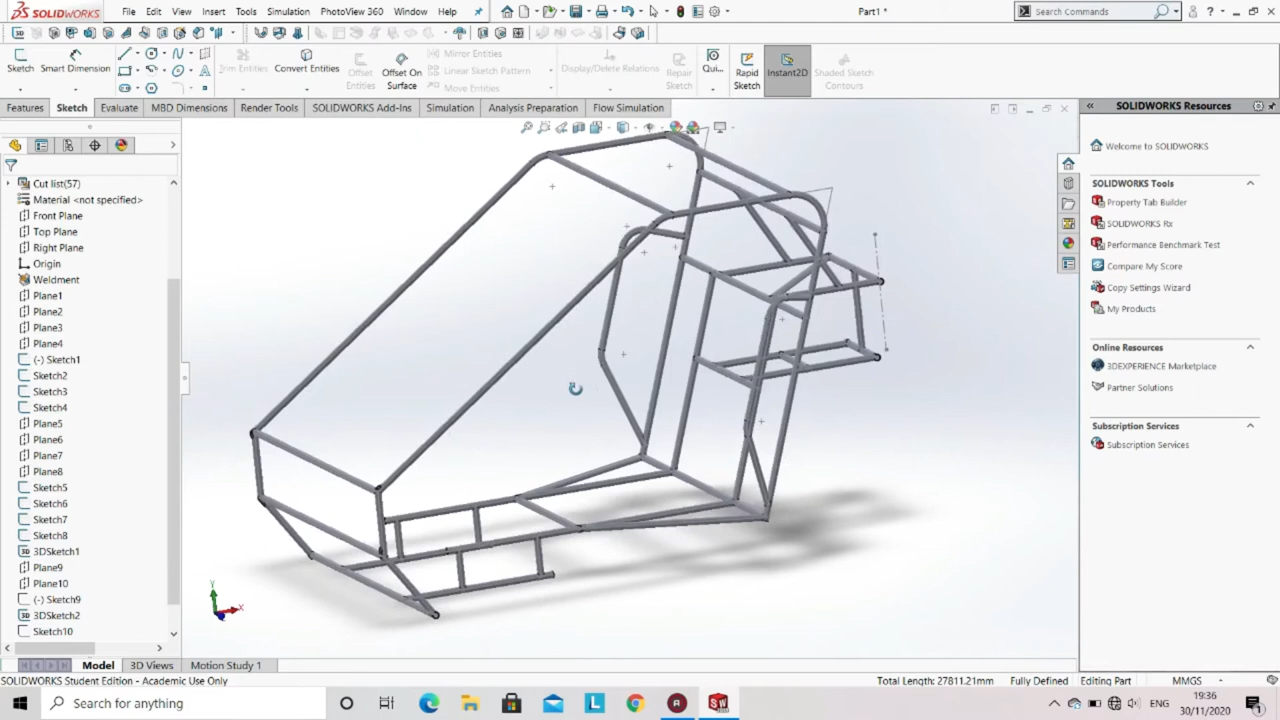 SOLIDWORKS File Edit View Insert Tools Simulation PhotoView 360 Window Help Part1 * Search Commands
Sketch Smart Dimension Trim Entities Convert Entities Offset Entities Offset On Surface Mirror Entities Linear Sketch Pattern Move Entities Display/Delete Relations Repair Sketch Qui... Rapid Sketch Instant2D Shaded Sketch Contours
Features Sketch Evaluate MBD Dimensions Render Tools SOLIDWORKS Add-Ins Simulation Analysis Preparation Flow Simulation
SOLIDWORKS Resources
Cut list(57)
Material <not specified>
Front Plane
Top Plane
Right Plane
Origin
Weldment
Plane1
Plane2
Plane3
Plane4
(-) Sketch1
Sketch2
Sketch3
Sketch4
Plane5
Plane6
Plane7
Plane8
Sketch5
Sketch6
Sketch7
Sketch8
3DSketch1
Plane9
Plane10
(-) Sketch9
3DSketch2
Sketch10
Y
X
Welcome to SOLIDWORKS
SOLIDWORKS Tools
Property Tab Builder
SOLIDWORKS Rx
Performance Benchmark Test
Compare My Score
Copy Settings Wizard
My Products
Online Resources
3DEXPERIENCE Marketplace
Partner Solutions
Subscription Services
Subscription Services
Model 3D Views Motion Study 1
SOLIDWORKS Student Edition - Academic Use Only Total Length: 27811.21mm Fully Defined Editing Part MMGS
Search for anything
ENG
19:36
30/11/2020